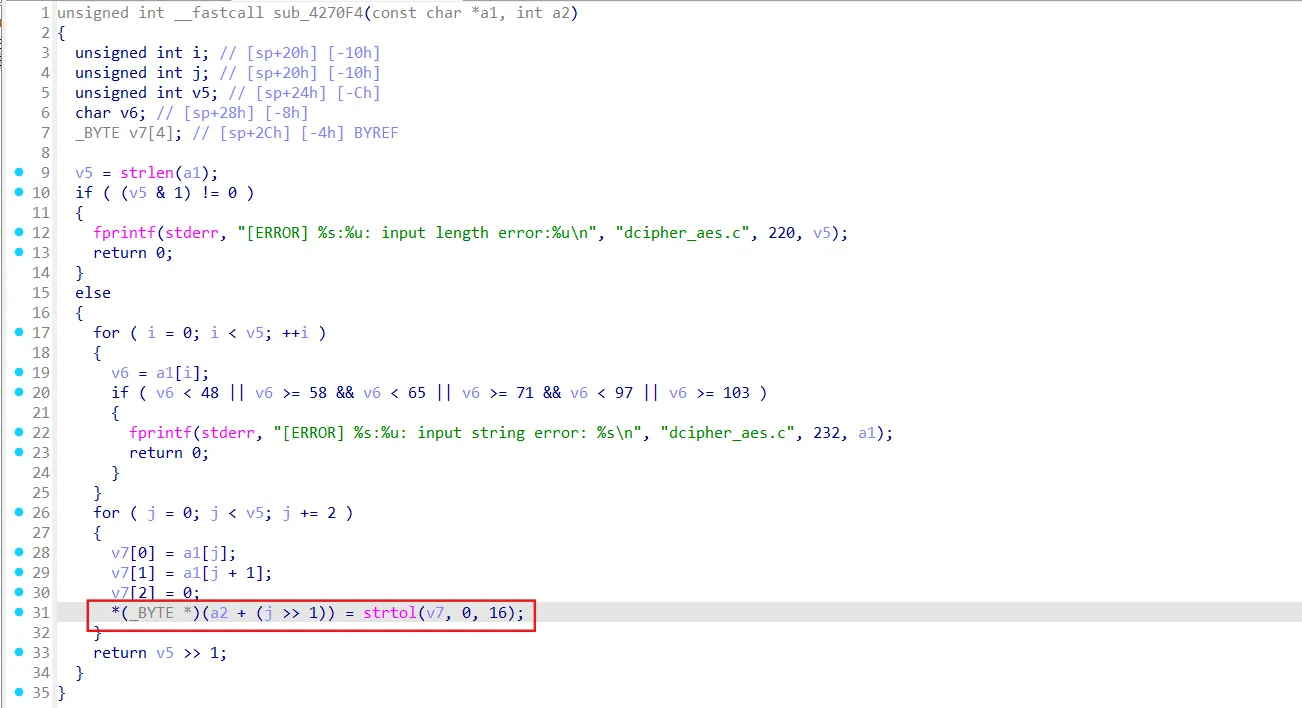 1 unsigned int __fastcall sub_4270F4(const char *a1, int a2)
2 {
3 unsigned int i; // [sp+20h] [-10h]
4 unsigned int j; // [sp+20h] [-10h]
5 unsigned int v5; // [sp+24h] [-Ch]
6 char v6; // [sp+28h] [-8h]
7 _BYTE v7[4]; // [sp+2Ch] [-4h] BYREF
8
9 v5 = strlen(a1);
10 if ( (v5 & 1) != 0 )
11 {
12 fprintf(stderr, "[ERROR] %s:%u: input length error:%u\n", "dcipher_aes.c", 220, v5);
13 return 0;
14 }
15 else
16 {
17 for ( i = 0; i < v5; ++i )
18 {
19 v6 = a1[i];
20 if ( v6 < 48 || v6 >= 58 && v6 < 65 || v6 >= 71 && v6 < 97 || v6 >= 103 )
21 {
22 fprintf(stderr, "[ERROR] %s:%u: input string error: %s\n", "dcipher_aes.c", 232, a1);
23 return 0;
24 }
25 }
26 for ( j = 0; j < v5; j += 2 )
27 {
28 v7[0] = a1[j];
29 v7[1] = a1[j + 1];
30 v7[2] = 0;
31 *(_BYTE *)(a2 + (j >> 1)) = strtol(v7, 0, 16);
32 }
33 return v5 >> 1;
34 }
35 }